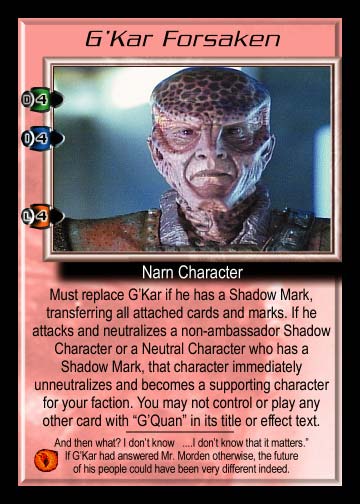 G'Kar Forsaken
D 4
I 4
L 4
Narn Character
Must replace G'Kar if he has a Shadow Mark,
transferring all attached cards and marks. If he
attacks and neutralizes a non-ambassador Shadow
Character or a Neutral Character who has a
Shadow Mark, that character immediately
unneutralizes and becomes a supporting character
for your faction. You may not control or play any
other card with “G'Quan” in its title or effect text.
And then what? I don't know ....I don't know that it matters.”
If G'Kar had answered Mr. Morden otherwise, the future
of his people could have been very different indeed.